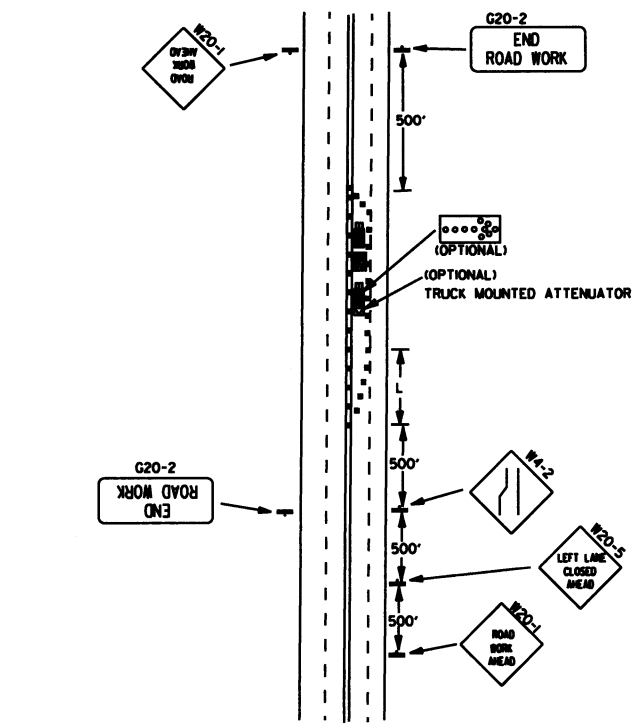 G20-2
END
ROAD WORK
W20-1
ROAD
WORK
AHEAD
500'
(OPTIONAL)
(OPTIONAL)
TRUCK MOUNTED ATTENUATOR
L
G20-2
END
ROAD WORK
500'
W4-2
500'
W20-5
LEFT LANE
CLOSED
AHEAD
500'
W20-1
ROAD
WORK
AHEAD